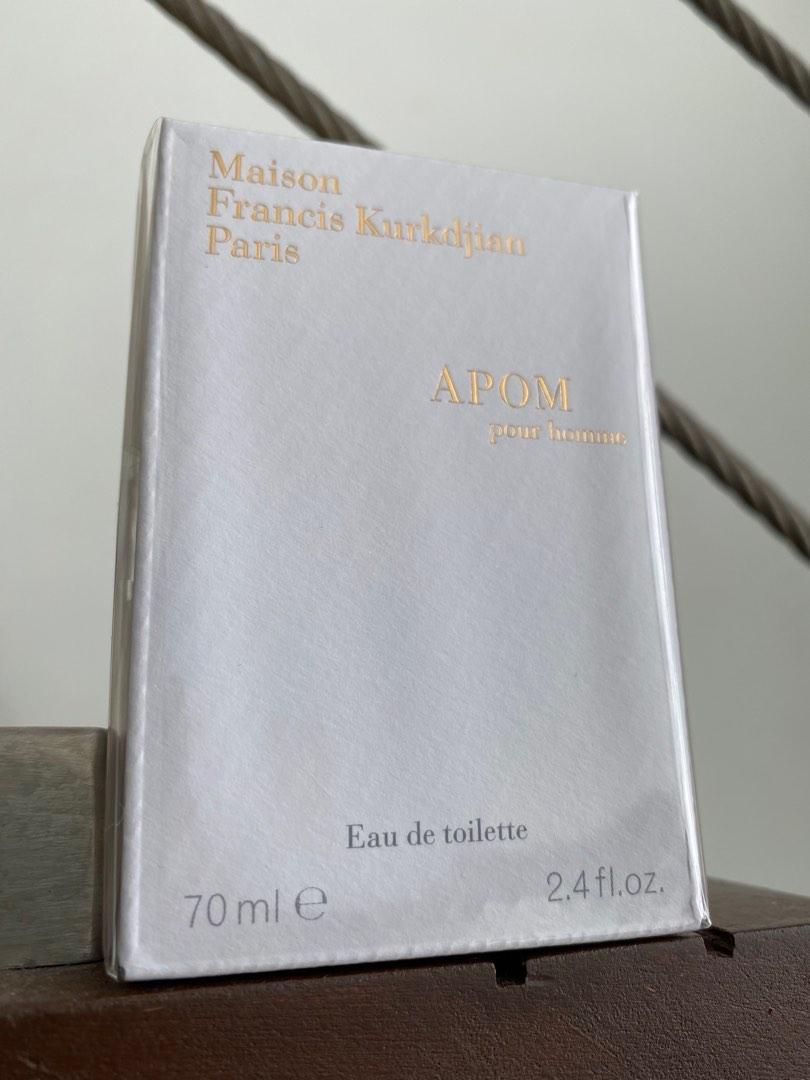 Maison
Francis Kurkdjian
Paris
APOM
pour homme
Eau de toilette
70 ml ℮
2.4 fl.oz.